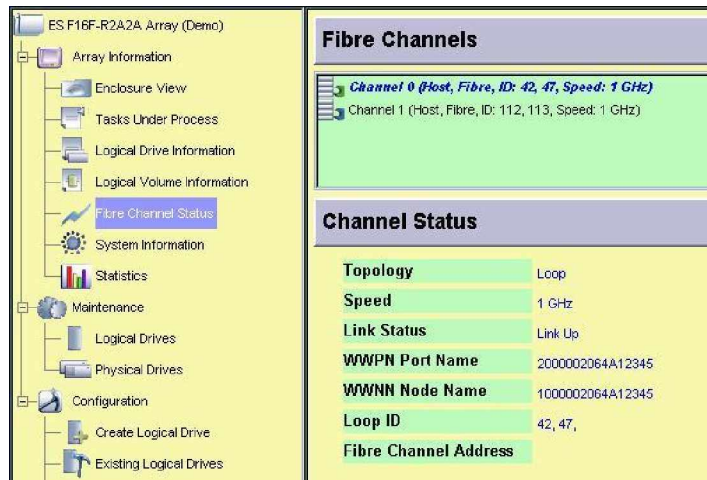 ES F16F-R2A2A Array (Demo)
Array Information
Enclosure View
Tasks Under Process
Logical Drive Information
Logical Volume Information
Fibre Channel Status
System Information
Statistics
Maintenance
Logical Drives
Physical Drives
Configuration
Create Logical Drive
Existing Logical Drives
Fibre Channels
Channel 0 (Host, Fibre, ID: 42, 47, Speed: 1 GHz)
Channel 1 (Host, Fibre, ID: 112, 113, Speed: 1 GHz)
Channel Status
Topology Loop
Speed 1 GHz
Link Status Link Up
WWPN Port Name 2000002064A12345
WWNN Node Name 1000002064A12345
Loop ID 42, 47,
Fibre Channel Address